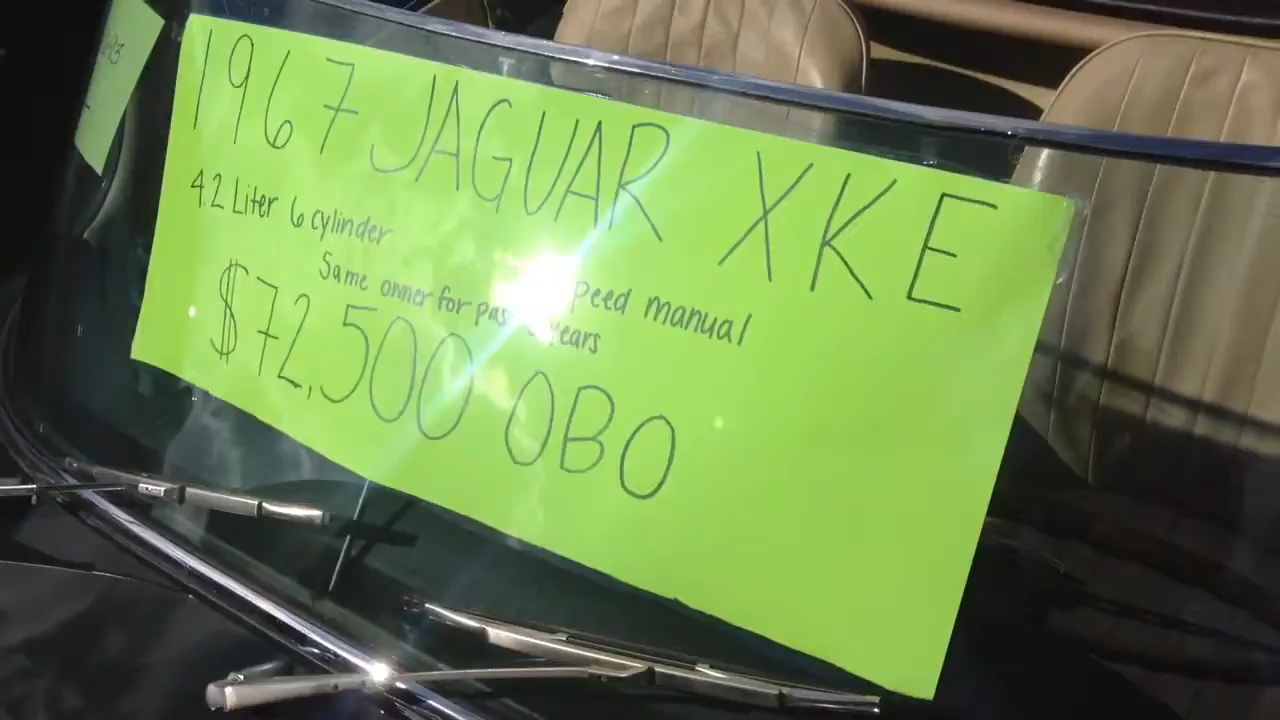 1967 JAGUAR XKE
4.2 Liter 6 cylinder
peed manual
Same owner for pas years
$72,500 OBO